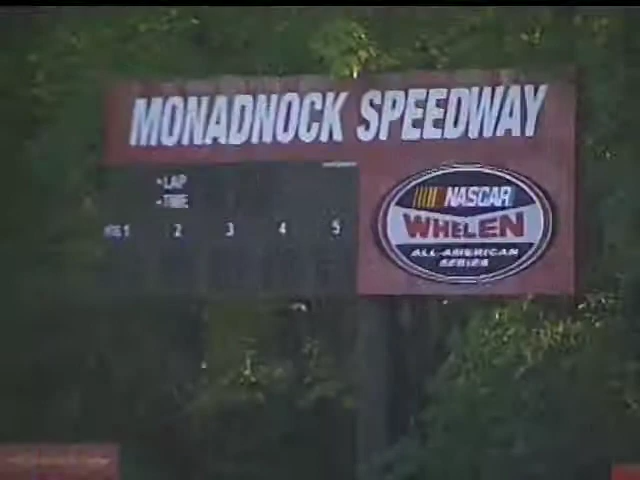 MONADNOCK SPEEDWAY
LAP
TIME
1 2 3 4 5
NASCAR
WHELEN
ALL-AMERICAN
SERIES